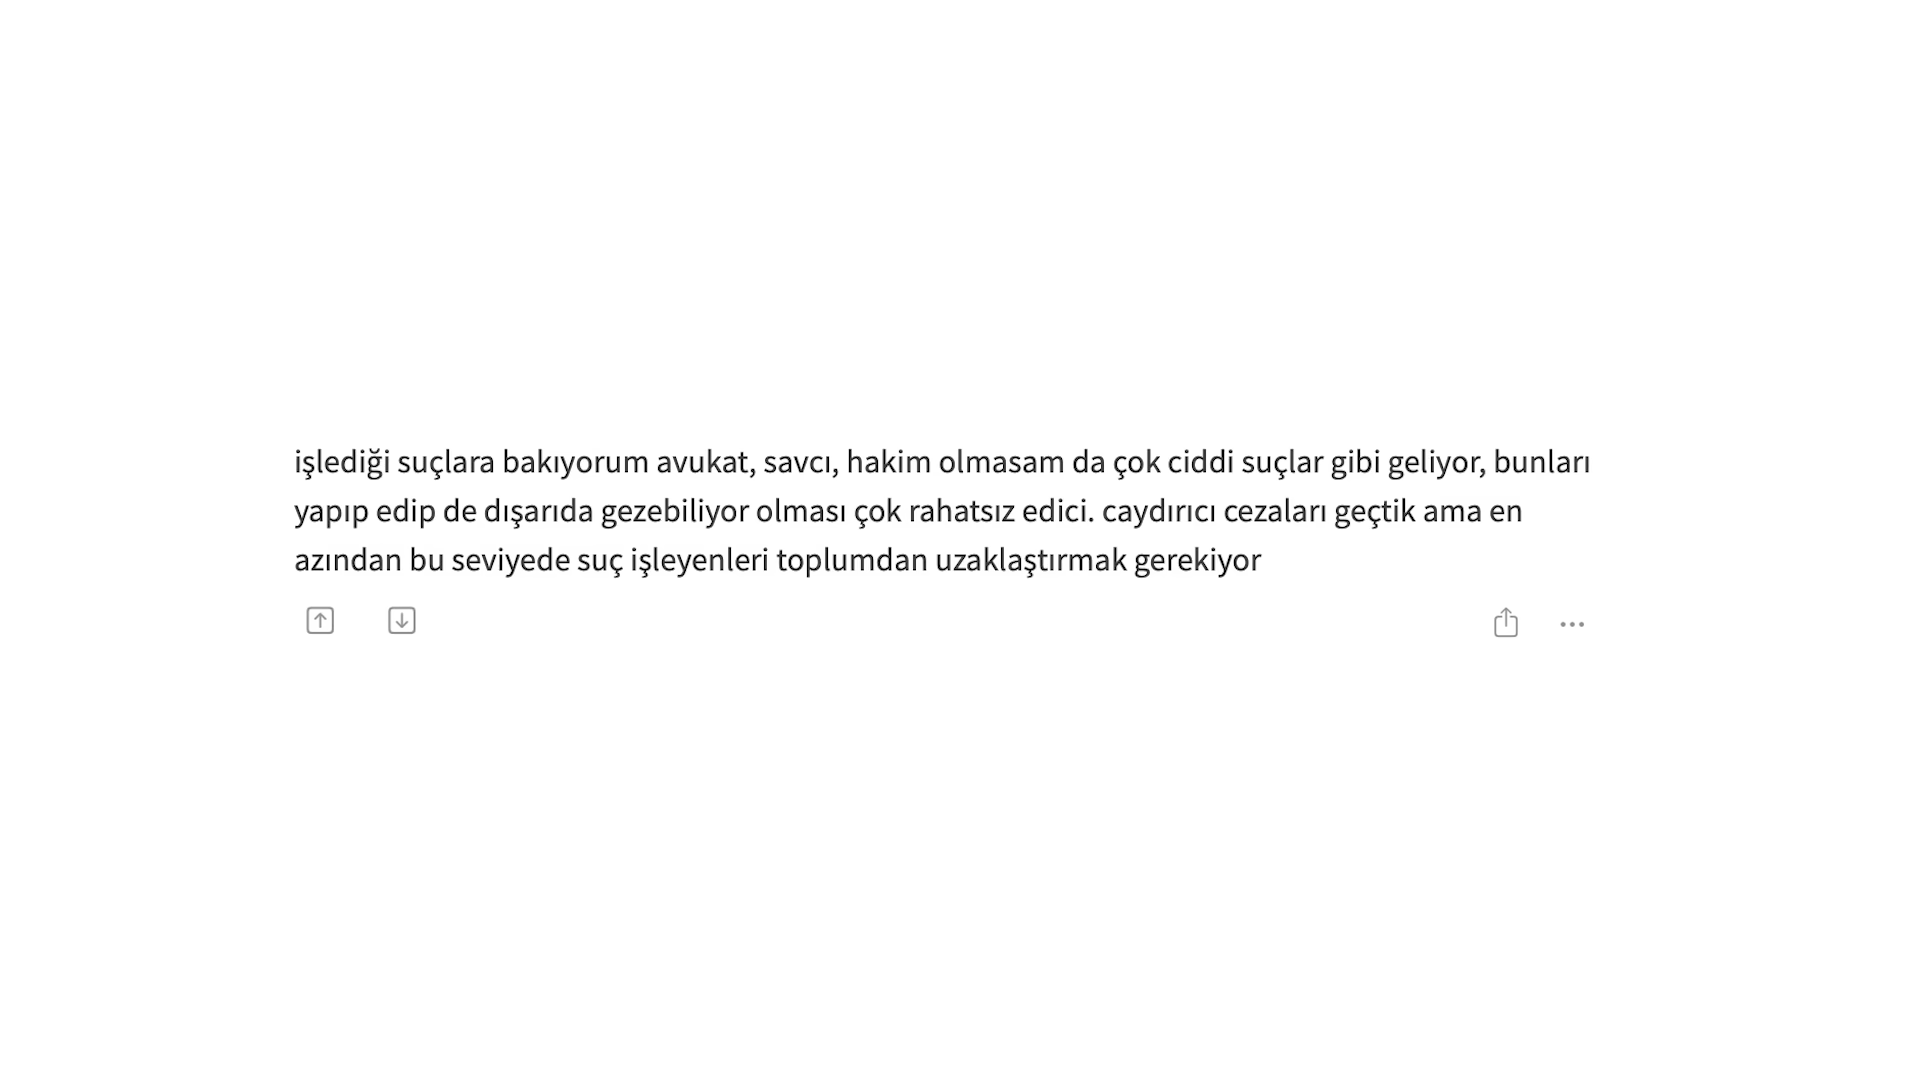 işlediği suçlara bakıyorum avukat, savcı, hakim olmasam da çok ciddi suçlar gibi geliyor, bunları
yapıp edip de dışarıda gezebiliyor olması çok rahatsız edici. caydırıcı cezaları geçtik ama en
azından bu seviyede suç işleyenleri toplumdan uzaklaştırmak gerekiyor